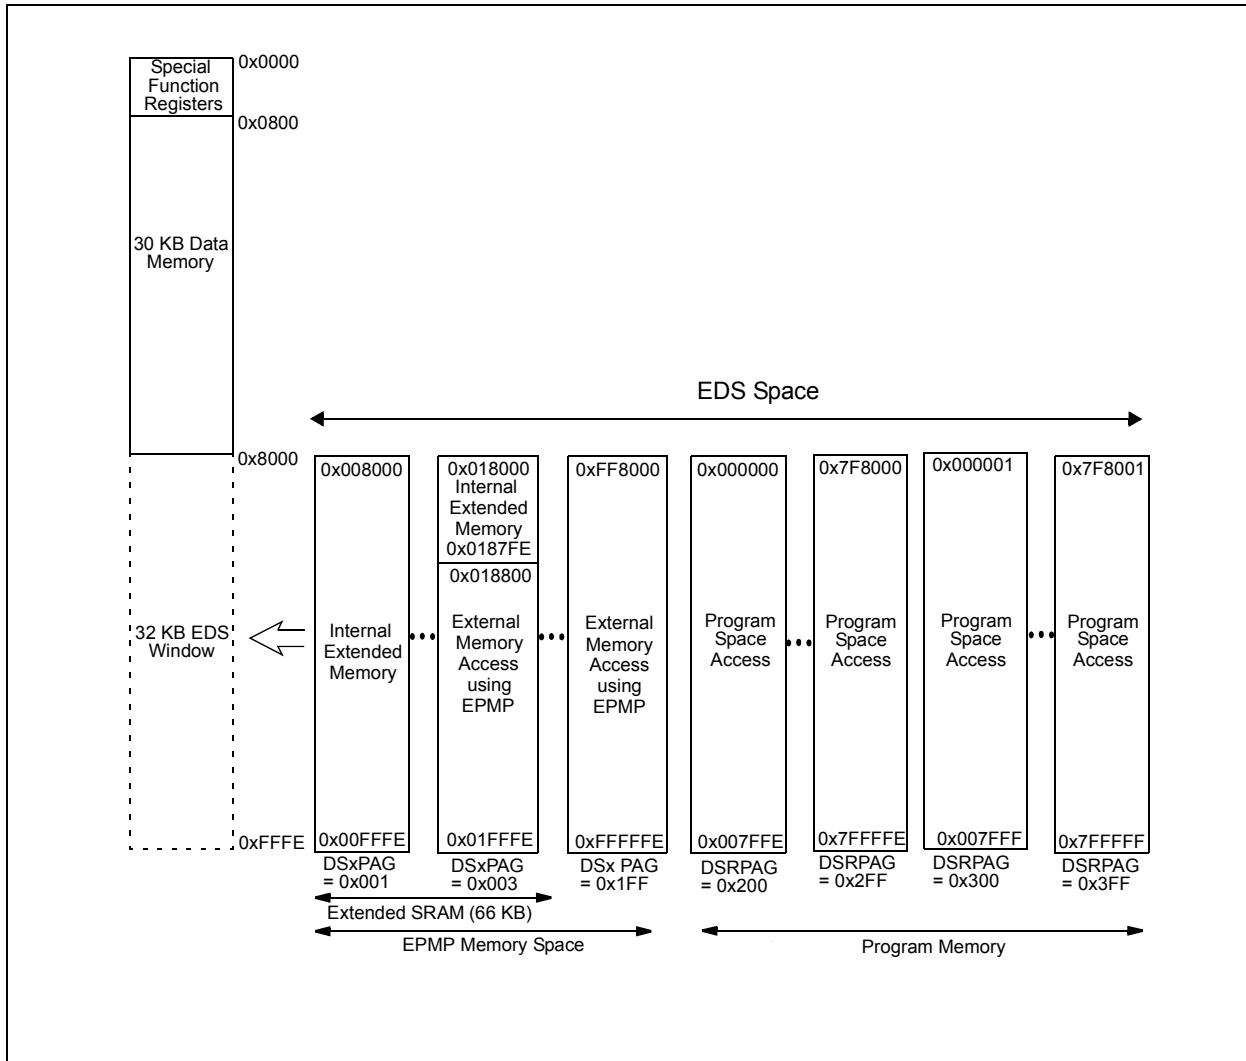 0x0000
Special
Function
Registers
0x0800
30 KB Data
Memory
EDS Space
0x8000
32 KB EDS
Window
0xFFFE
0x008000
Internal
Extended
Memory
0x00FFFE
DSxPAG
= 0x001
0x018000
Internal
Extended
Memory
0x0187FE
0x018800
External
Memory
Access
using
EPMP
0x01FFFE
DSxPAG
= 0x003
0xFF8000
External
Memory
Access
using
EPMP
0xFFFFFE
DSx PAG
= 0x1FF
0x000000
Program
Space
Access
0x007FFE
DSRPAG
= 0x200
0x7F8000
Program
Space
Access
0x7FFFFE
DSRPAG
= 0x2FF
0x000001
Program
Space
Access
0x007FFF
DSRPAG
= 0x300
0x7F8001
Program
Space
Access
0x7FFFFF
DSRPAG
= 0x3FF
Extended SRAM (66 KB)
EPMP Memory Space
Program Memory